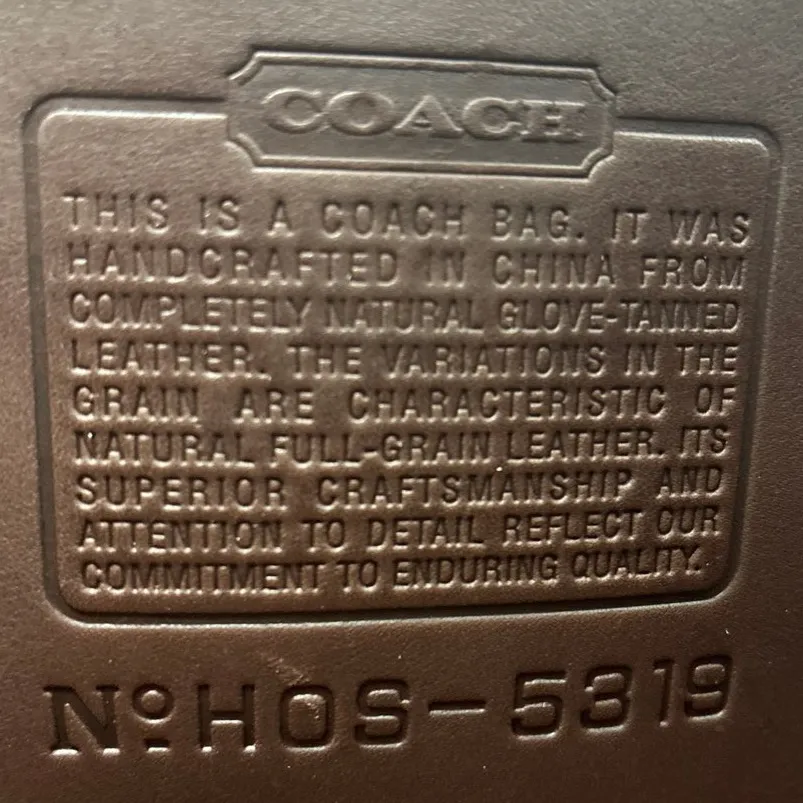 COACH
THIS IS A COACH BAG. IT WAS
HANDCRAFTED IN CHINA FROM
COMPLETELY NATURAL GLOVE-TANNED
LEATHER. THE VARIATIONS IN THE
GRAIN ARE CHARACTERISTIC OF
NATURAL FULL-GRAIN LEATHER. ITS
SUPERIOR CRAFTSMANSHIP AND
ATTENTION TO DETAIL REFLECT OUR
COMMITMENT TO ENDURING QUALITY.
Nº HOS-5319